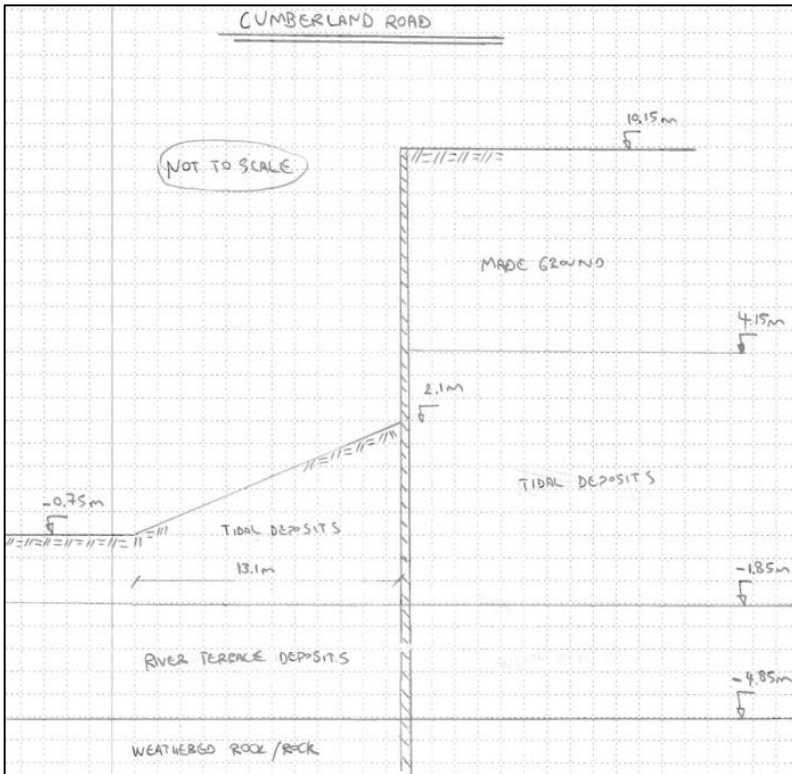 CUMBERLAND ROAD
10.15m
NOT TO SCALE
MADE GROUND
4.15m
2.1m
TIDAL DEPOSITS
-0.75m
TIDAL DEPOSITS
13.1m
-1.85m
RIVER TERRACE DEPOSITS
-4.85m
WEATHERED ROCK/ROCK